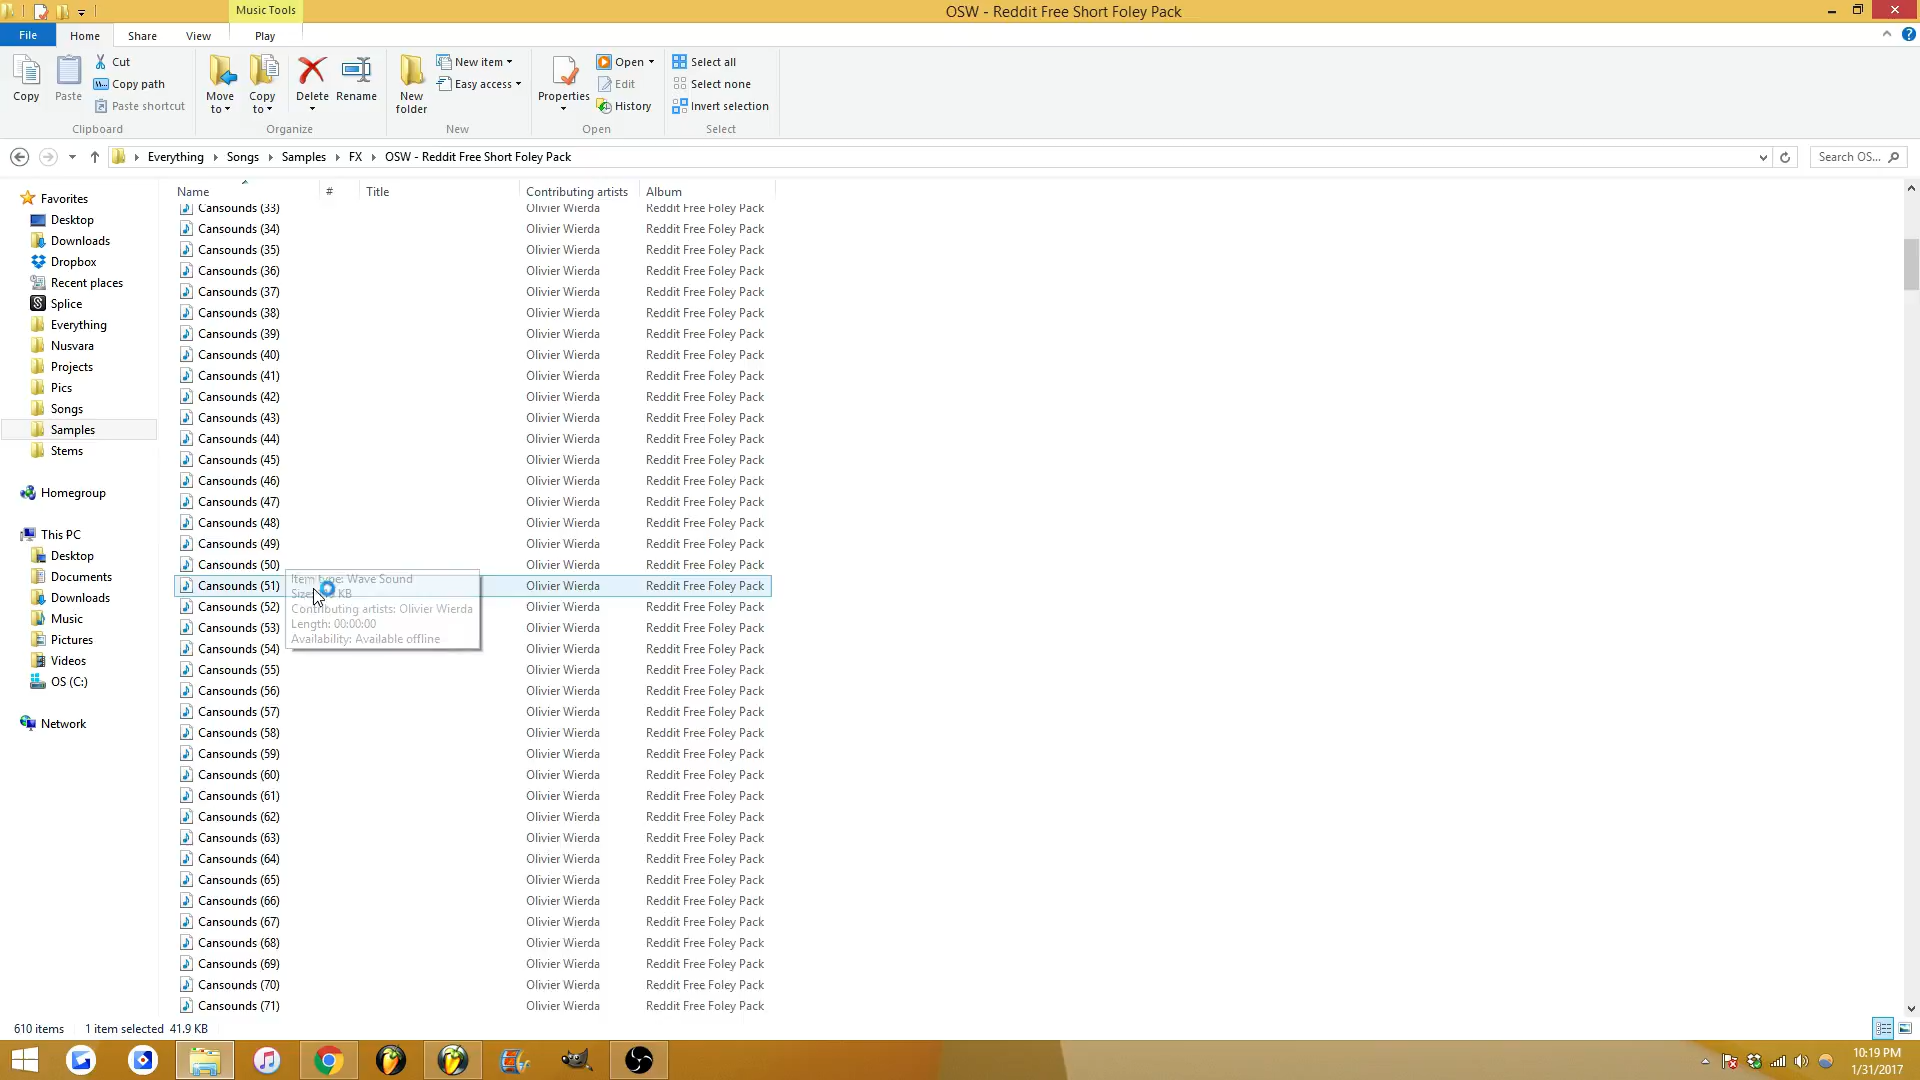 Music Tools
OSW - Reddit Free Short Foley Pack
File Home Share View Play
Copy
Paste
Cut
Copy path
Paste shortcut
Clipboard
Move to
Copy to
Delete
Rename
Organize
New folder
New item
Easy access
New
Properties
Open
Edit
History
Open
Select all
Select none
Invert selection
Select
Everything Songs Samples FX OSW - Reddit Free Short Foley Pack
Search OS...
Favorites
Desktop
Downloads
Dropbox
Recent places
Splice
Everything
Nusvara
Projects
Pics
Songs
Samples
Stems
Homegroup
This PC
Desktop
Documents
Downloads
Music
Pictures
Videos
OS (C:)
Network
Name # Title Contributing artists Album
Cansounds (33) Olivier Wierda Reddit Free Foley Pack
Cansounds (34) Olivier Wierda Reddit Free Foley Pack
Cansounds (35) Olivier Wierda Reddit Free Foley Pack
Cansounds (36) Olivier Wierda Reddit Free Foley Pack
Cansounds (37) Olivier Wierda Reddit Free Foley Pack
Cansounds (38) Olivier Wierda Reddit Free Foley Pack
Cansounds (39) Olivier Wierda Reddit Free Foley Pack
Cansounds (40) Olivier Wierda Reddit Free Foley Pack
Cansounds (41) Olivier Wierda Reddit Free Foley Pack
Cansounds (42) Olivier Wierda Reddit Free Foley Pack
Cansounds (43) Olivier Wierda Reddit Free Foley Pack
Cansounds (44) Olivier Wierda Reddit Free Foley Pack
Cansounds (45) Olivier Wierda Reddit Free Foley Pack
Cansounds (46) Olivier Wierda Reddit Free Foley Pack
Cansounds (47) Olivier Wierda Reddit Free Foley Pack
Cansounds (48) Olivier Wierda Reddit Free Foley Pack
Cansounds (49) Olivier Wierda Reddit Free Foley Pack
Cansounds (50) Olivier Wierda Reddit Free Foley Pack
Cansounds (51) Olivier Wierda Reddit Free Foley Pack
Cansounds (52) Olivier Wierda Reddit Free Foley Pack
Cansounds (53) Olivier Wierda Reddit Free Foley Pack
Cansounds (54) Olivier Wierda Reddit Free Foley Pack
Cansounds (55) Olivier Wierda Reddit Free Foley Pack
Cansounds (56) Olivier Wierda Reddit Free Foley Pack
Cansounds (57) Olivier Wierda Reddit Free Foley Pack
Cansounds (58) Olivier Wierda Reddit Free Foley Pack
Cansounds (59) Olivier Wierda Reddit Free Foley Pack
Cansounds (60) Olivier Wierda Reddit Free Foley Pack
Cansounds (61) Olivier Wierda Reddit Free Foley Pack
Cansounds (62) Olivier Wierda Reddit Free Foley Pack
Cansounds (63) Olivier Wierda Reddit Free Foley Pack
Cansounds (64) Olivier Wierda Reddit Free Foley Pack
Cansounds (65) Olivier Wierda Reddit Free Foley Pack
Cansounds (66) Olivier Wierda Reddit Free Foley Pack
Cansounds (67) Olivier Wierda Reddit Free Foley Pack
Cansounds (68) Olivier Wierda Reddit Free Foley Pack
Cansounds (69) Olivier Wierda Reddit Free Foley Pack
Cansounds (70) Olivier Wierda Reddit Free Foley Pack
Cansounds (71) Olivier Wierda Reddit Free Foley Pack
Item type: Wave Sound
KB
Contributing artists: Olivier Wierda
Length: 00:00:00
Availability: Available offline
610 items 1 item selected 41.9 KB
10:19 PM
1/31/2017